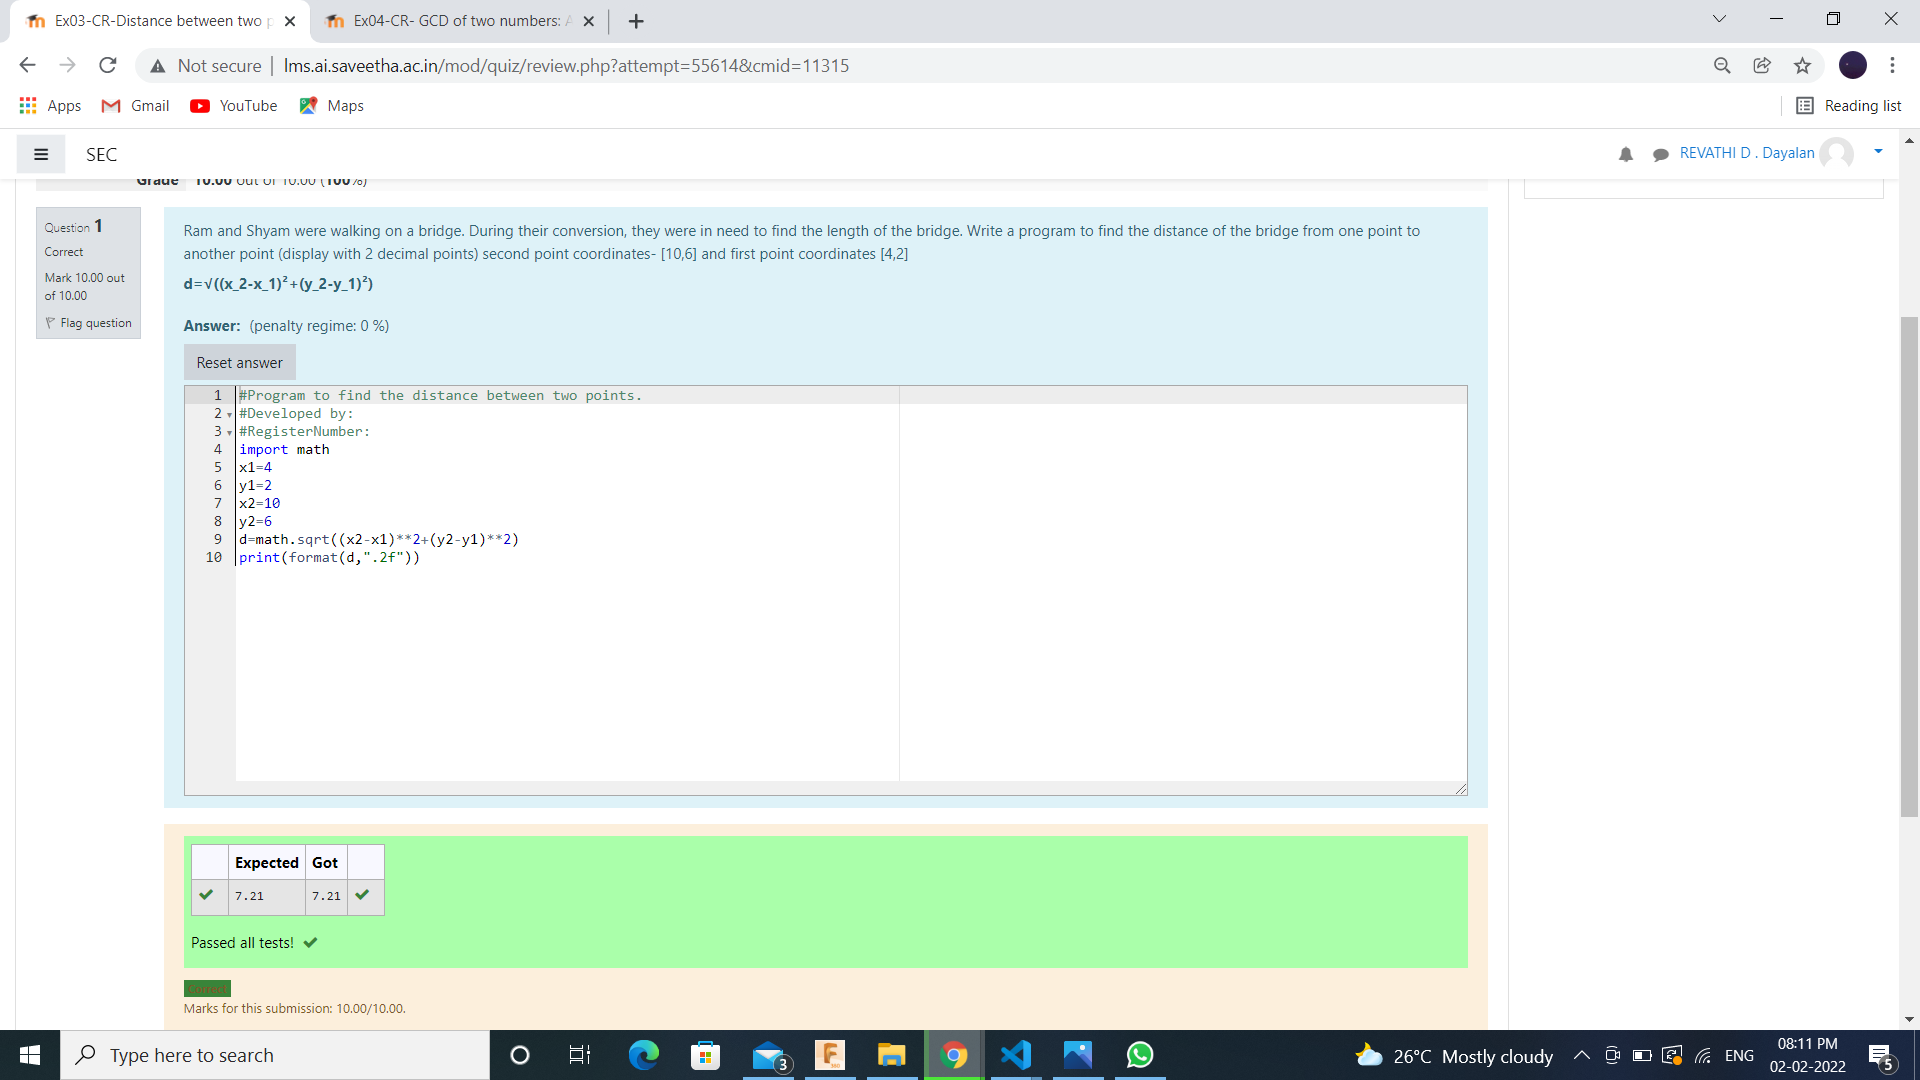 Ex03-CR-Distance between two p
Ex04-CR- GCD of two numbers: A
Not secure
lms.ai.saveetha.ac.in/mod/quiz/review.php?attempt=55614&cmid=11315
Apps
Gmail
YouTube
Maps
Reading list
SEC
REVATHI D . Dayalan
Grade 10.00 out of 10.00 (100%)
Question 1
Correct
Mark 10.00 out
of 10.00
Flag question
Ram and Shyam were walking on a bridge. During their conversion, they were in need to find the length of the bridge. Write a program to find the distance of the bridge from one point to
another point (display with 2 decimal points) second point coordinates- [10,6] and first point coordinates [4,2]
d=√((x_2-x_1)²+(y_2-y_1)²)
Answer: (penalty regime: 0 %)
Reset answer
1 #Program to find the distance between two points.
2 #Developed by:
3 #RegisterNumber:
4 import math
5 x1=4
6 y1=2
7 x2=10
8 y2=6
9 d=math.sqrt((x2-x1)**2+(y2-y1)**2)
10 print(format(d,".2f"))
Expected Got
7.21 7.21
Passed all tests!
Correct
Marks for this submission: 10.00/10.00.
Type here to search
3
26°C Mostly cloudy
ENG
08:11 PM
02-02-2022
5